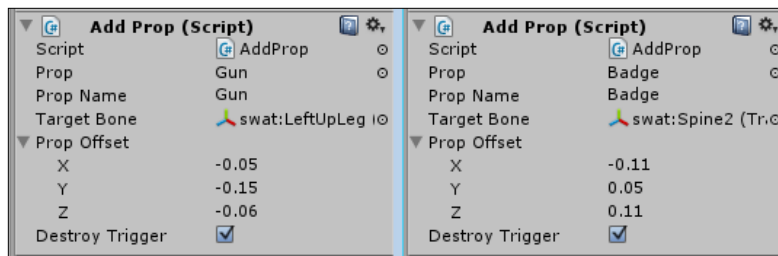 Add Prop (Script)
Script AddProp
Prop Gun
Prop Name Gun
Target Bone swat:LeftUpLeg
Prop Offset
X -0.05
Y -0.15
Z -0.06
Destroy Trigger
Add Prop (Script)
Script AddProp
Prop Badge
Prop Name Badge
Target Bone swat:Spine2 (Tr
Prop Offset
X -0.11
Y 0.05
Z 0.11
Destroy Trigger